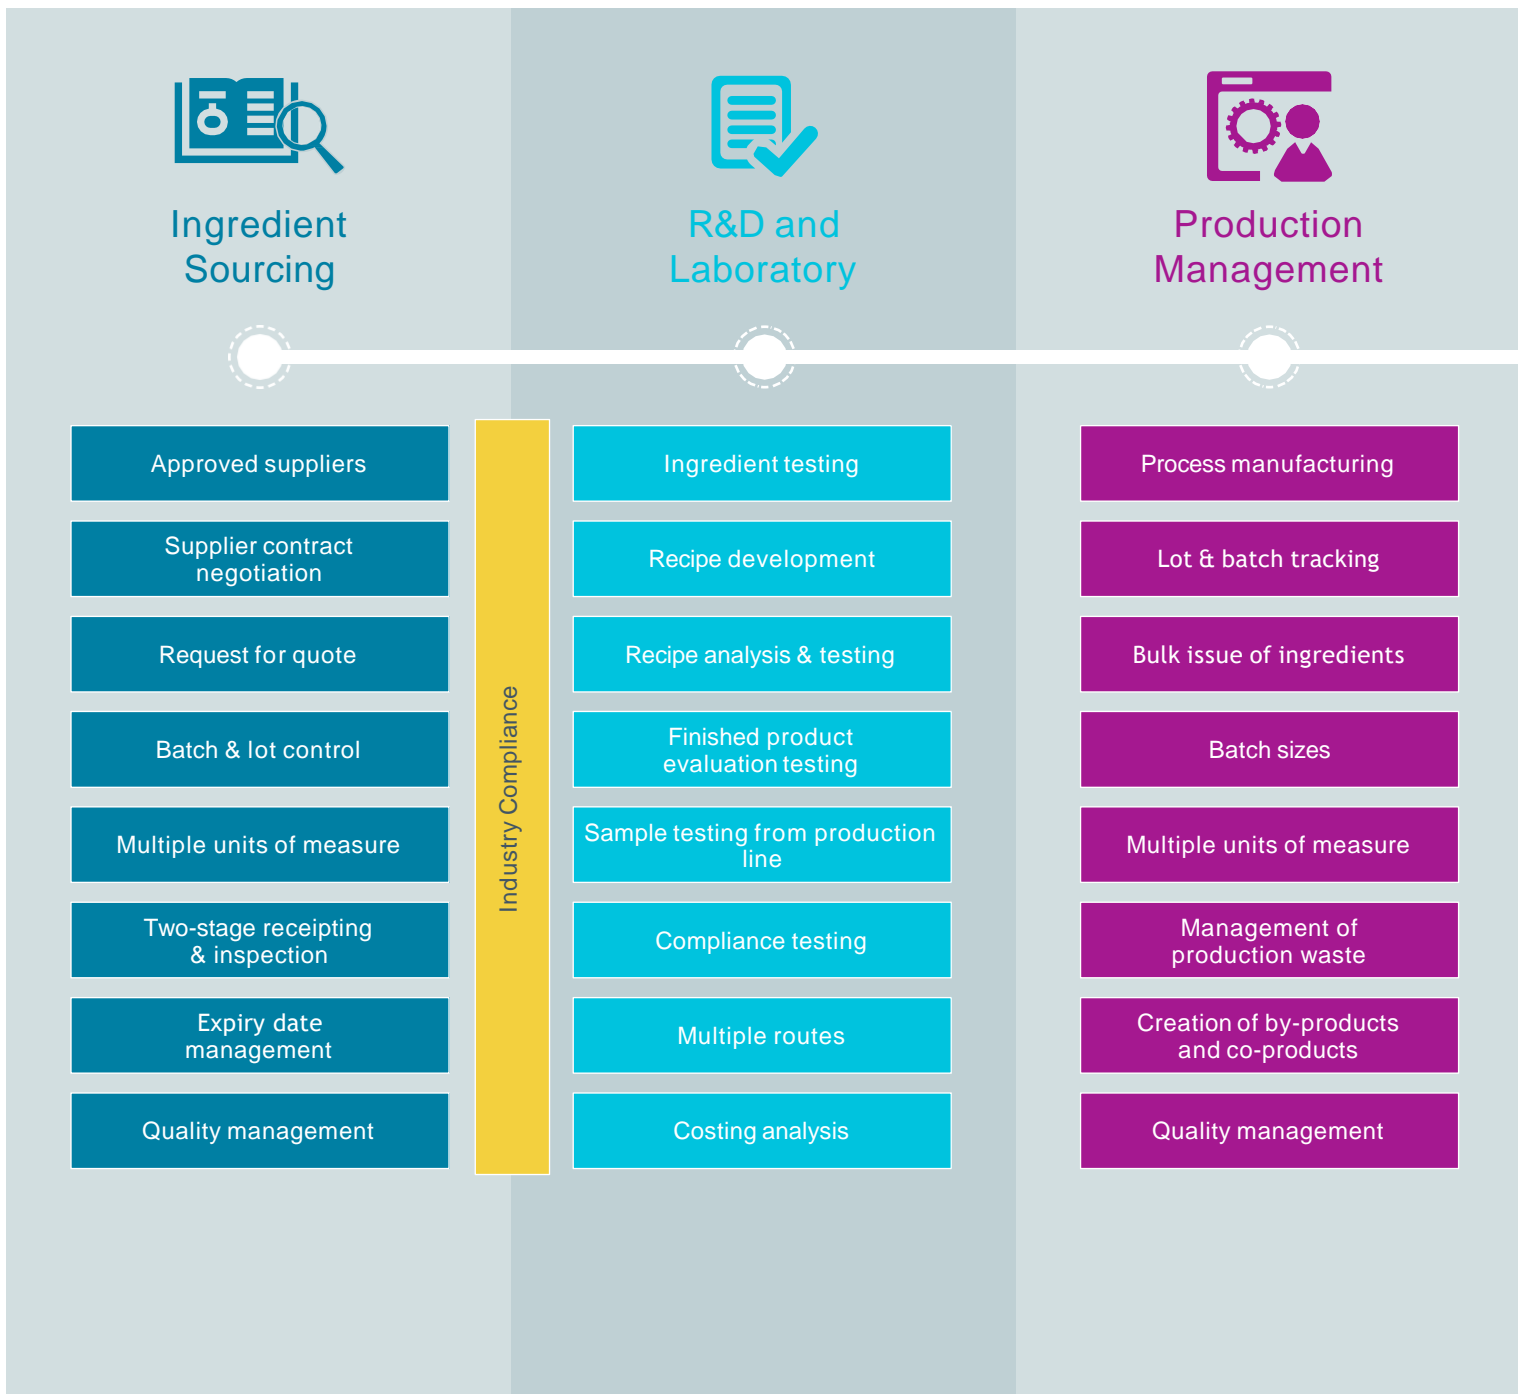 Ingredient
Sourcing
Approved suppliers
Supplier contract
negotiation
Request for quote
Batch & lot control
Multiple units of measure
Two-stage receipting
& inspection
Expiry date
management
Quality management
Industry Compliance
R&D and
Laboratory
Ingredient testing
Recipe development
Recipe analysis & testing
Finished product
evaluation testing
Sample testing from production
line
Compliance testing
Multiple routes
Costing analysis
Production
Management
Process manufacturing
Lot & batch tracking
Bulk issue of ingredients
Batch sizes
Multiple units of measure
Management of
production waste
Creation of by-products
and co-products
Quality management